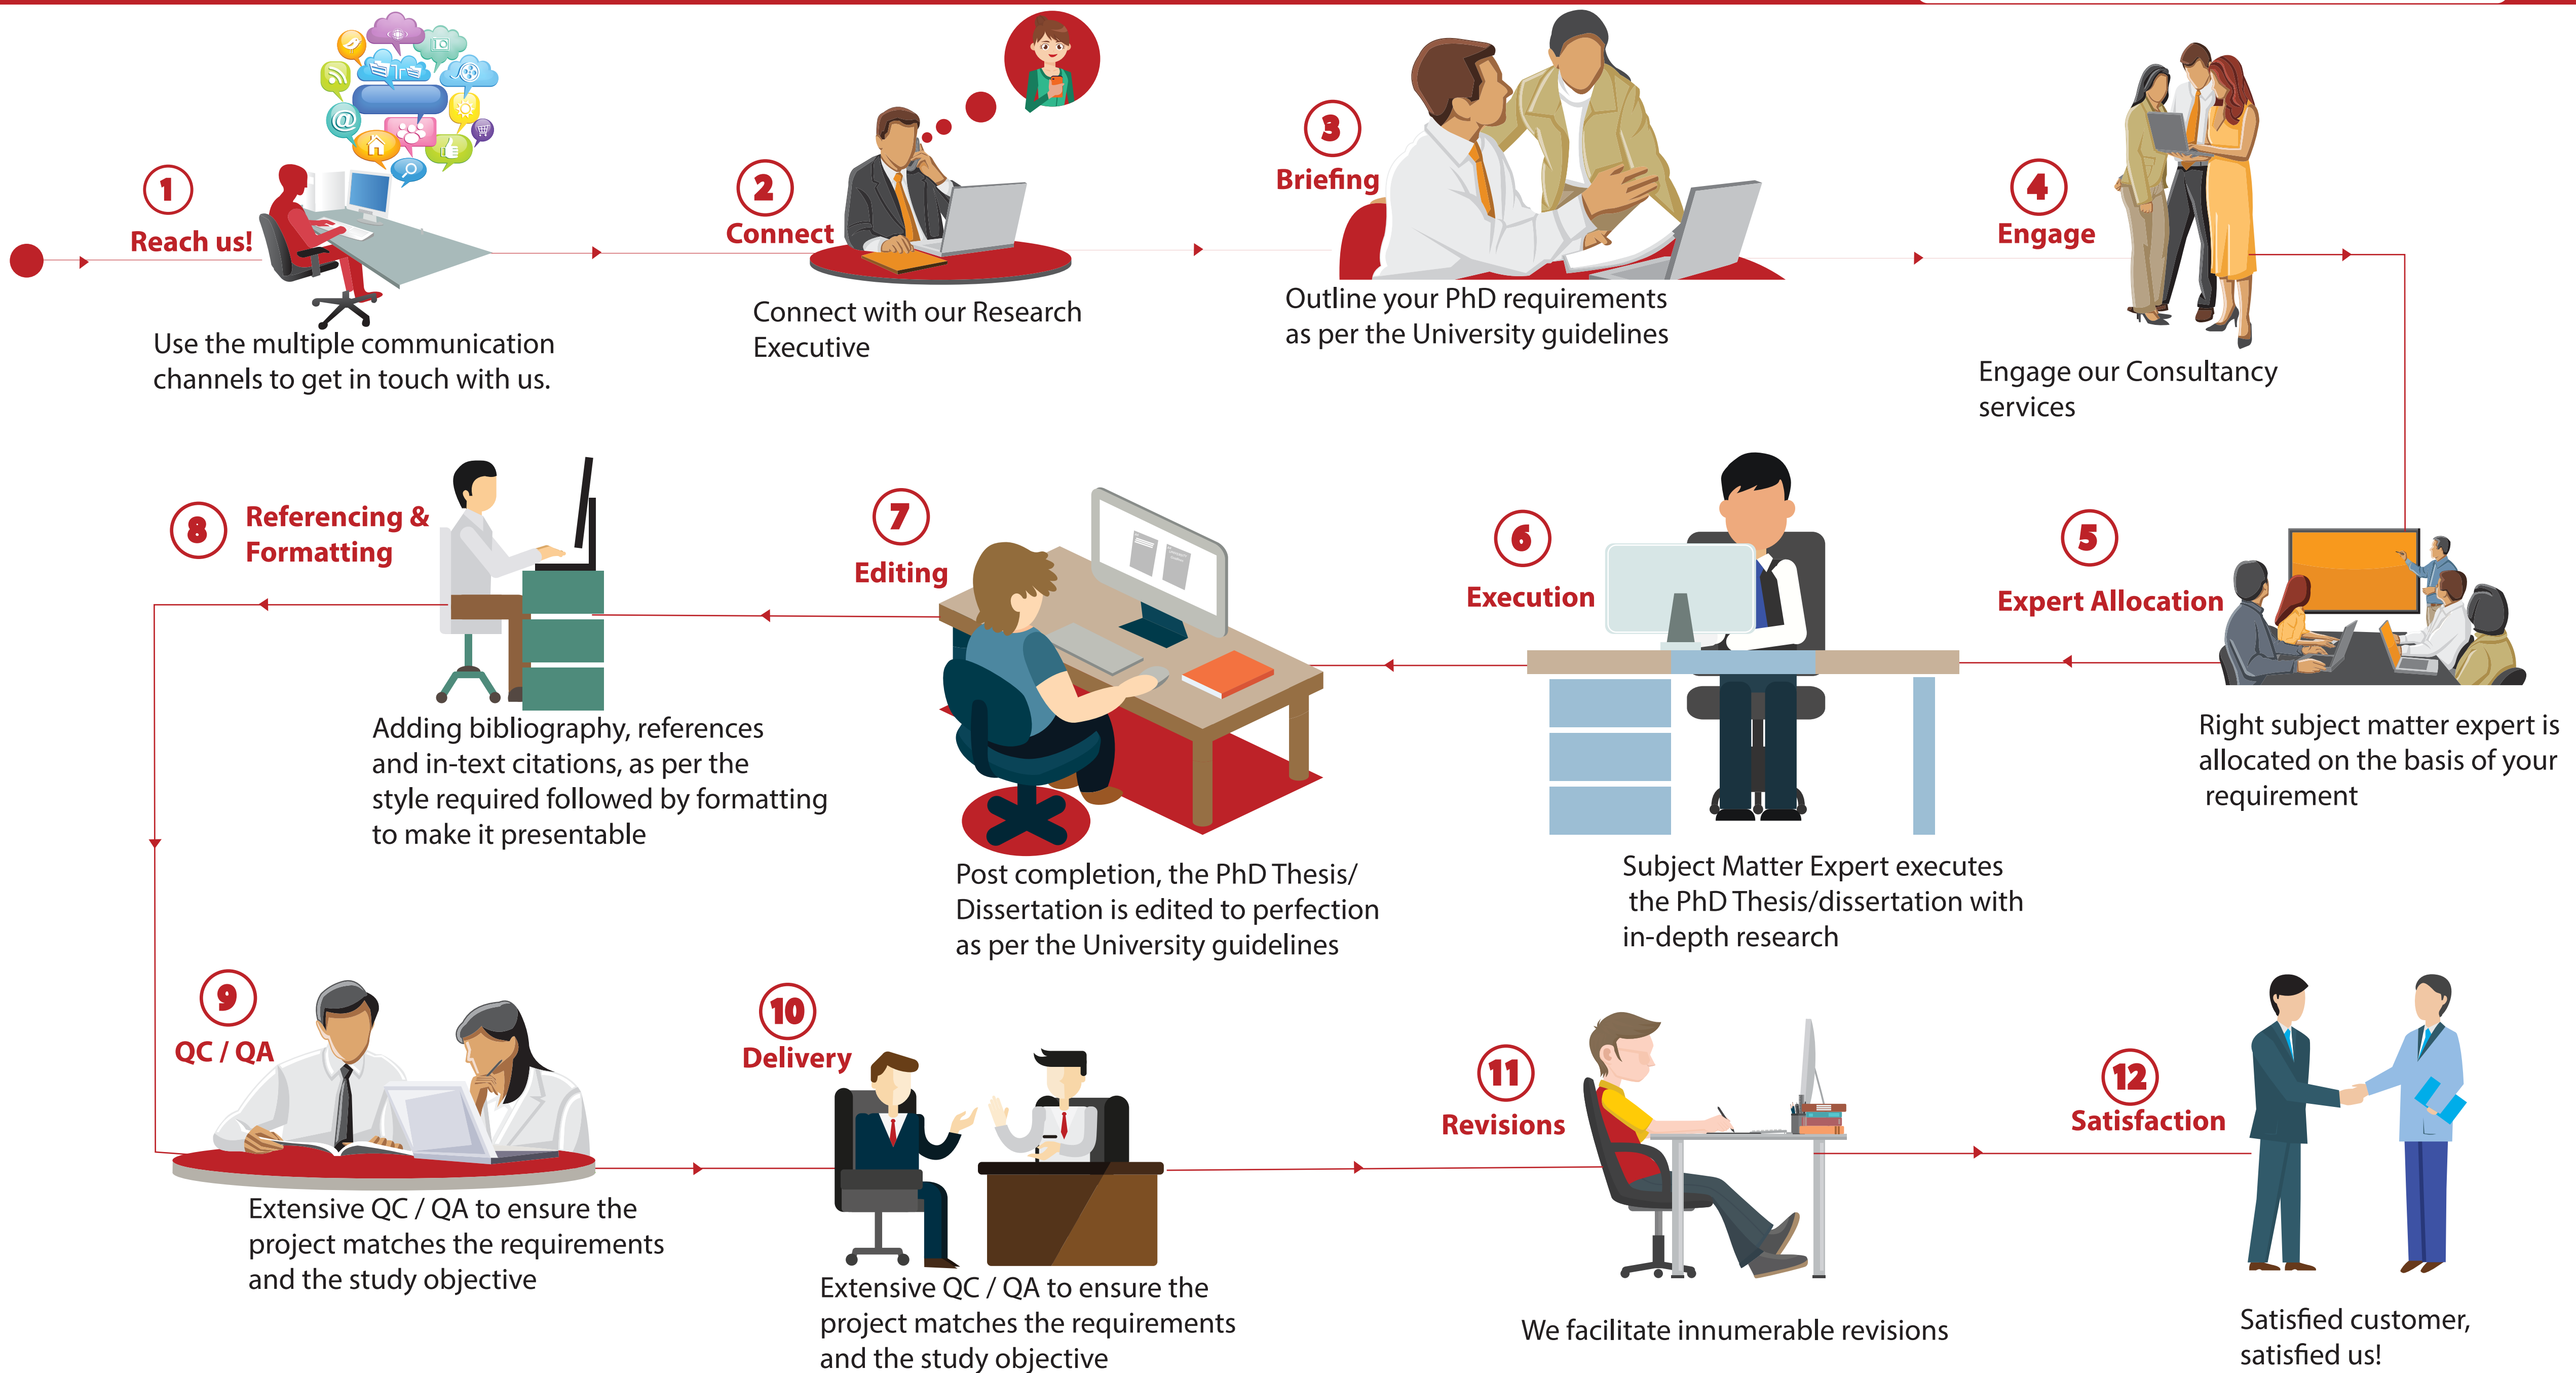 1
Reach us!
Use the multiple communication
channels to get in touch with us.
2
Connect
Connect with our Research
Executive
3
Briefing
Outline your PhD requirements
as per the University guidelines
4
Engage
Engage our Consultancy
services
5
Expert Allocation
Right subject matter expert is
allocated on the basis of your
requirement
6
Execution
Subject Matter Expert executes
the PhD Thesis/dissertation with
in-depth research
7
Editing
Post completion, the PhD Thesis/
Dissertation is edited to perfection
as per the University guidelines
8
Referencing &
Formatting
Adding bibliography, references
and in-text citations, as per the
style required followed by formatting
to make it presentable
9
QC / QA
Extensive QC / QA to ensure the
project matches the requirements
and the study objective
10
Delivery
Extensive QC / QA to ensure the
project matches the requirements
and the study objective
11
Revisions
We facilitate innumerable revisions
12
Satisfaction
Satisfied customer,
satisfied us!